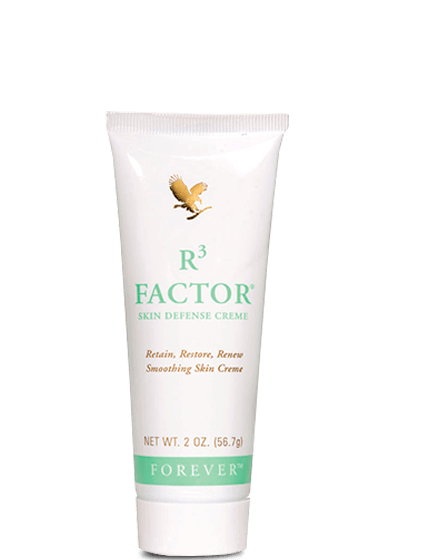 R³
FACTOR®
SKIN DEFENSE CREME
Retain, Restore, Renew
Smoothing Skin Creme
NET WT. 2 OZ. (56.7g)
FOREVER™